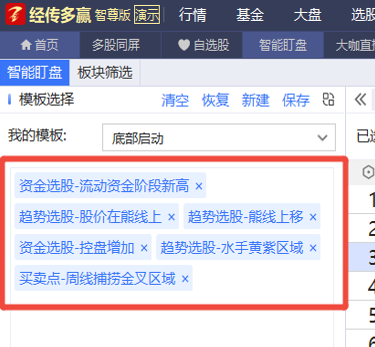 经传多赢 智尊版 演示 行情 基金 大盘 选股
首页 多股同屏 自选股 智能盯盘 大咖直播
智能盯盘 板块筛选
模板选择 清空 恢复 新建 保存
我的模板: 底部启动 已选
资金选股-流动资金阶段新高 ×
趋势选股-股价在熊线上 × 趋势选股-熊线上移 ×
资金选股-控盘增加 × 趋势选股-水手黄紫区域 ×
买卖点-周线捕捞金叉区域 ×
1
2
3
4
5
6